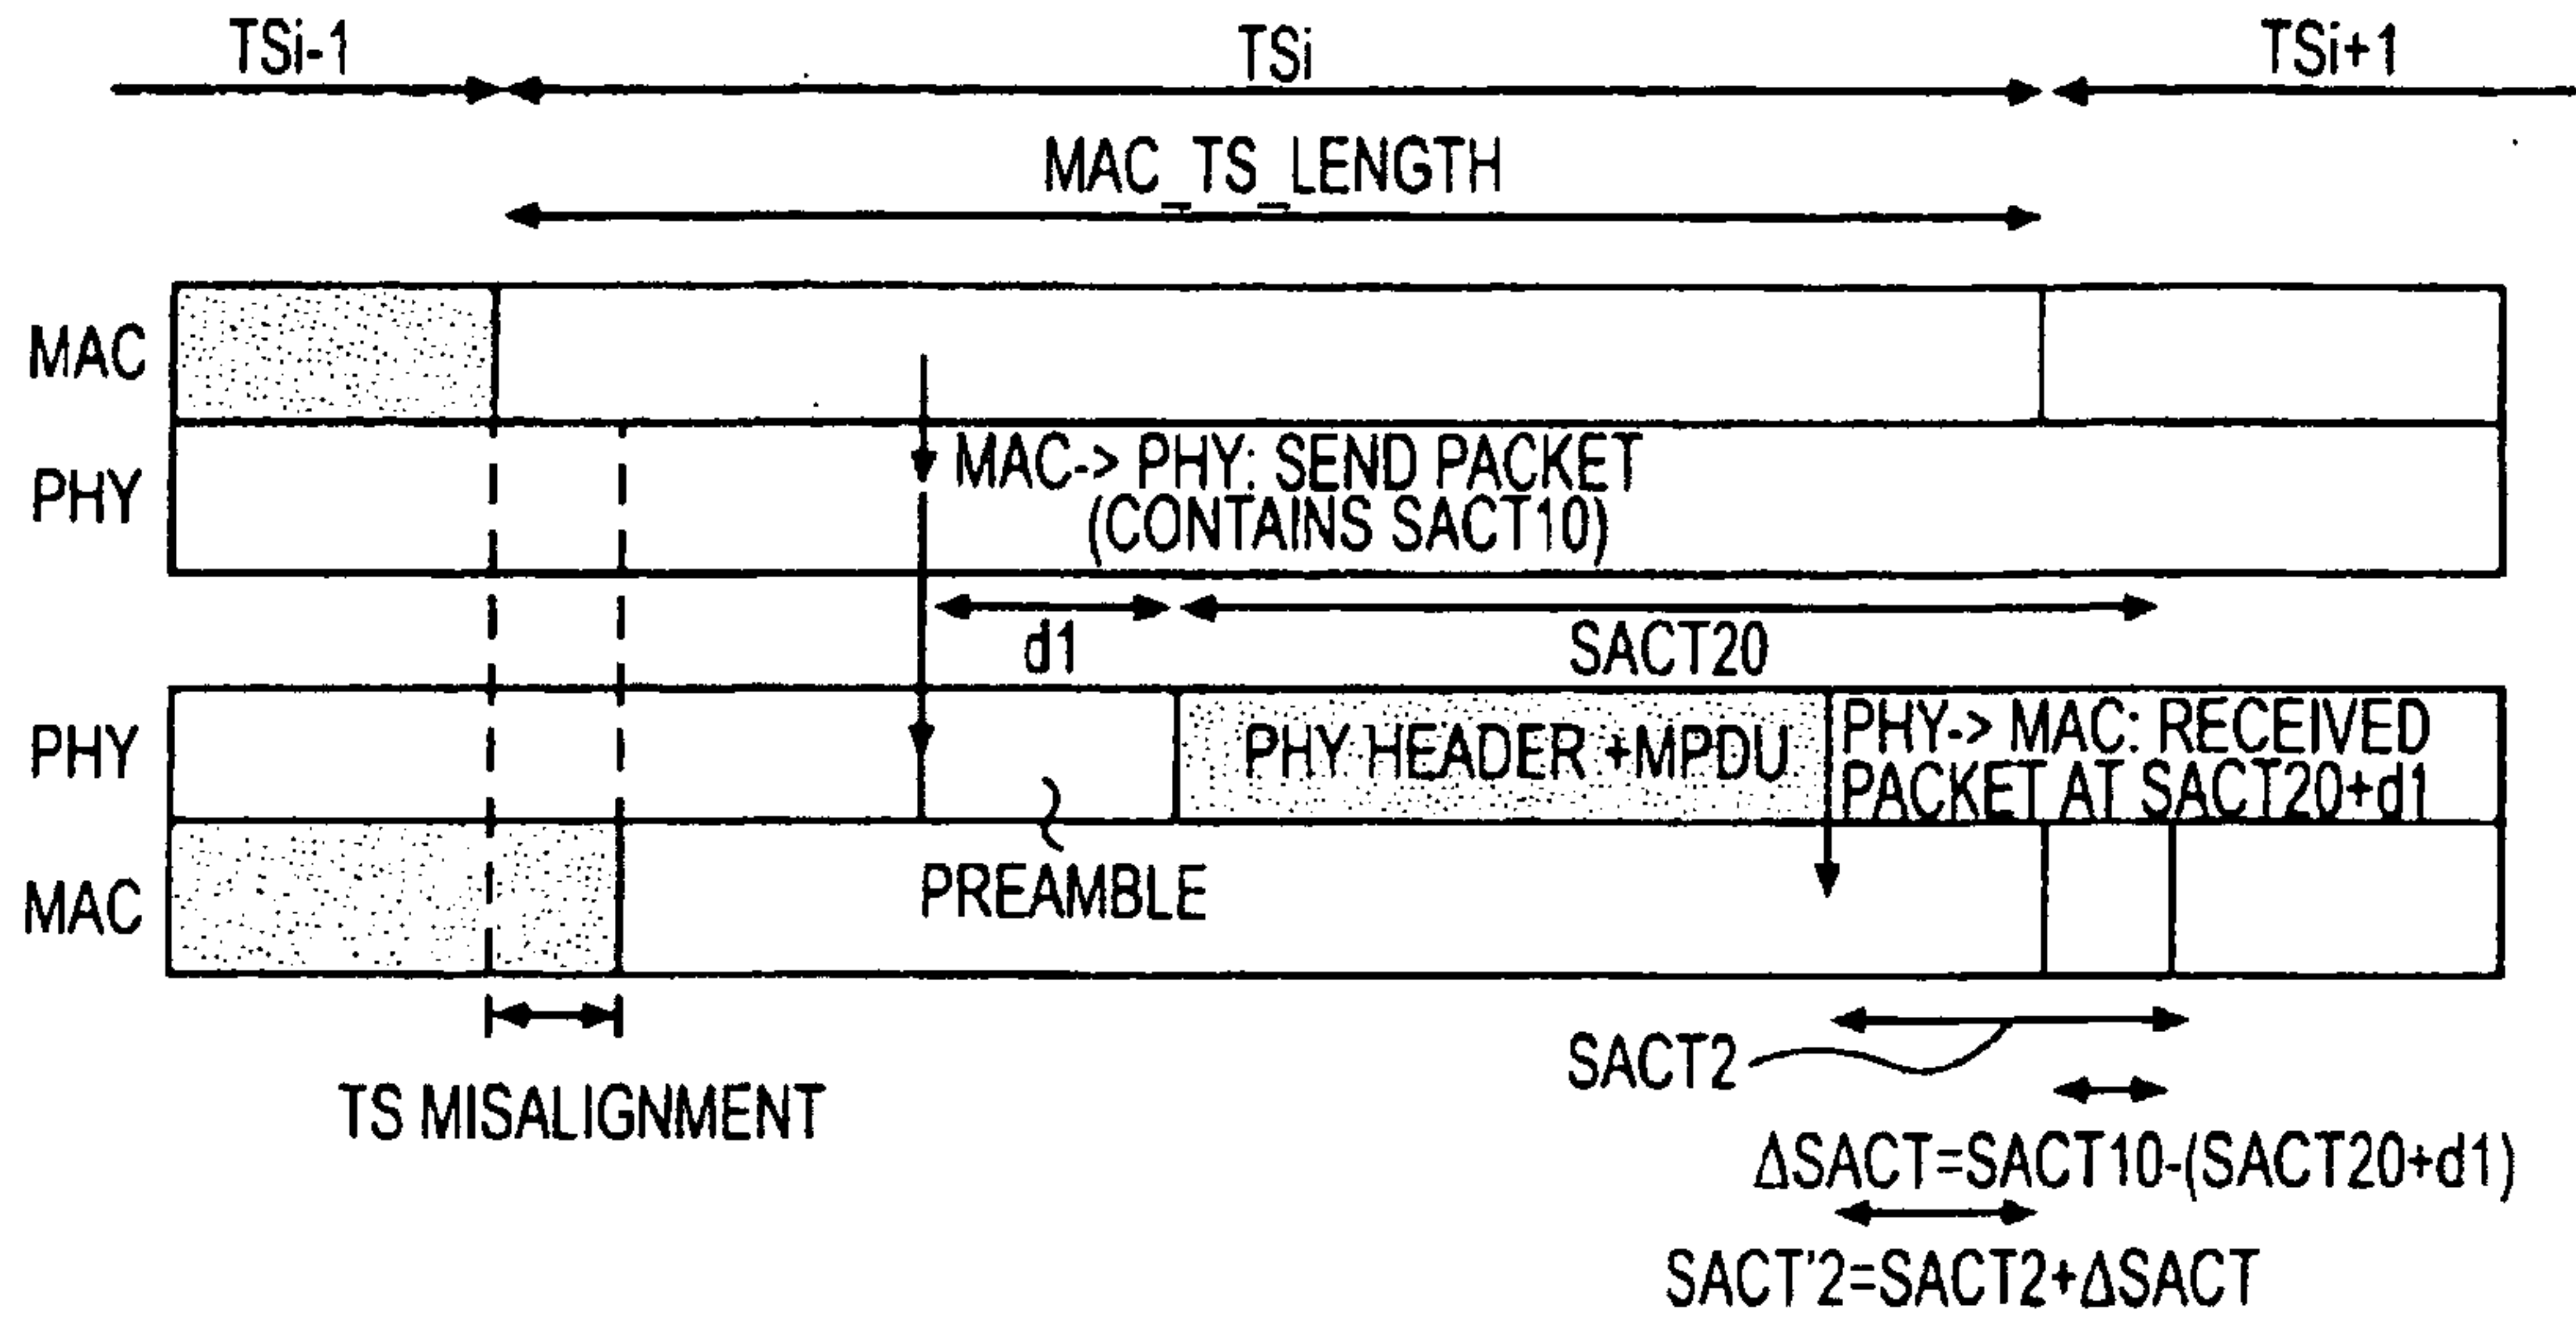 TSi-1 TSi TSi+1
MAC_TS_LENGTH
MAC
PHY
MAC-> PHY: SEND PACKET
(CONTAINS SACT10)
d1 SACT20
PHY
PHY HEADER +MPDU
PHY-> MAC: RECEIVED
PACKET AT SACT20+d1
MAC
PREAMBLE
TS MISALIGNMENT
SACT2
ΔSACT=SACT10-(SACT20+d1)
SACT'2=SACT2+ΔSACT